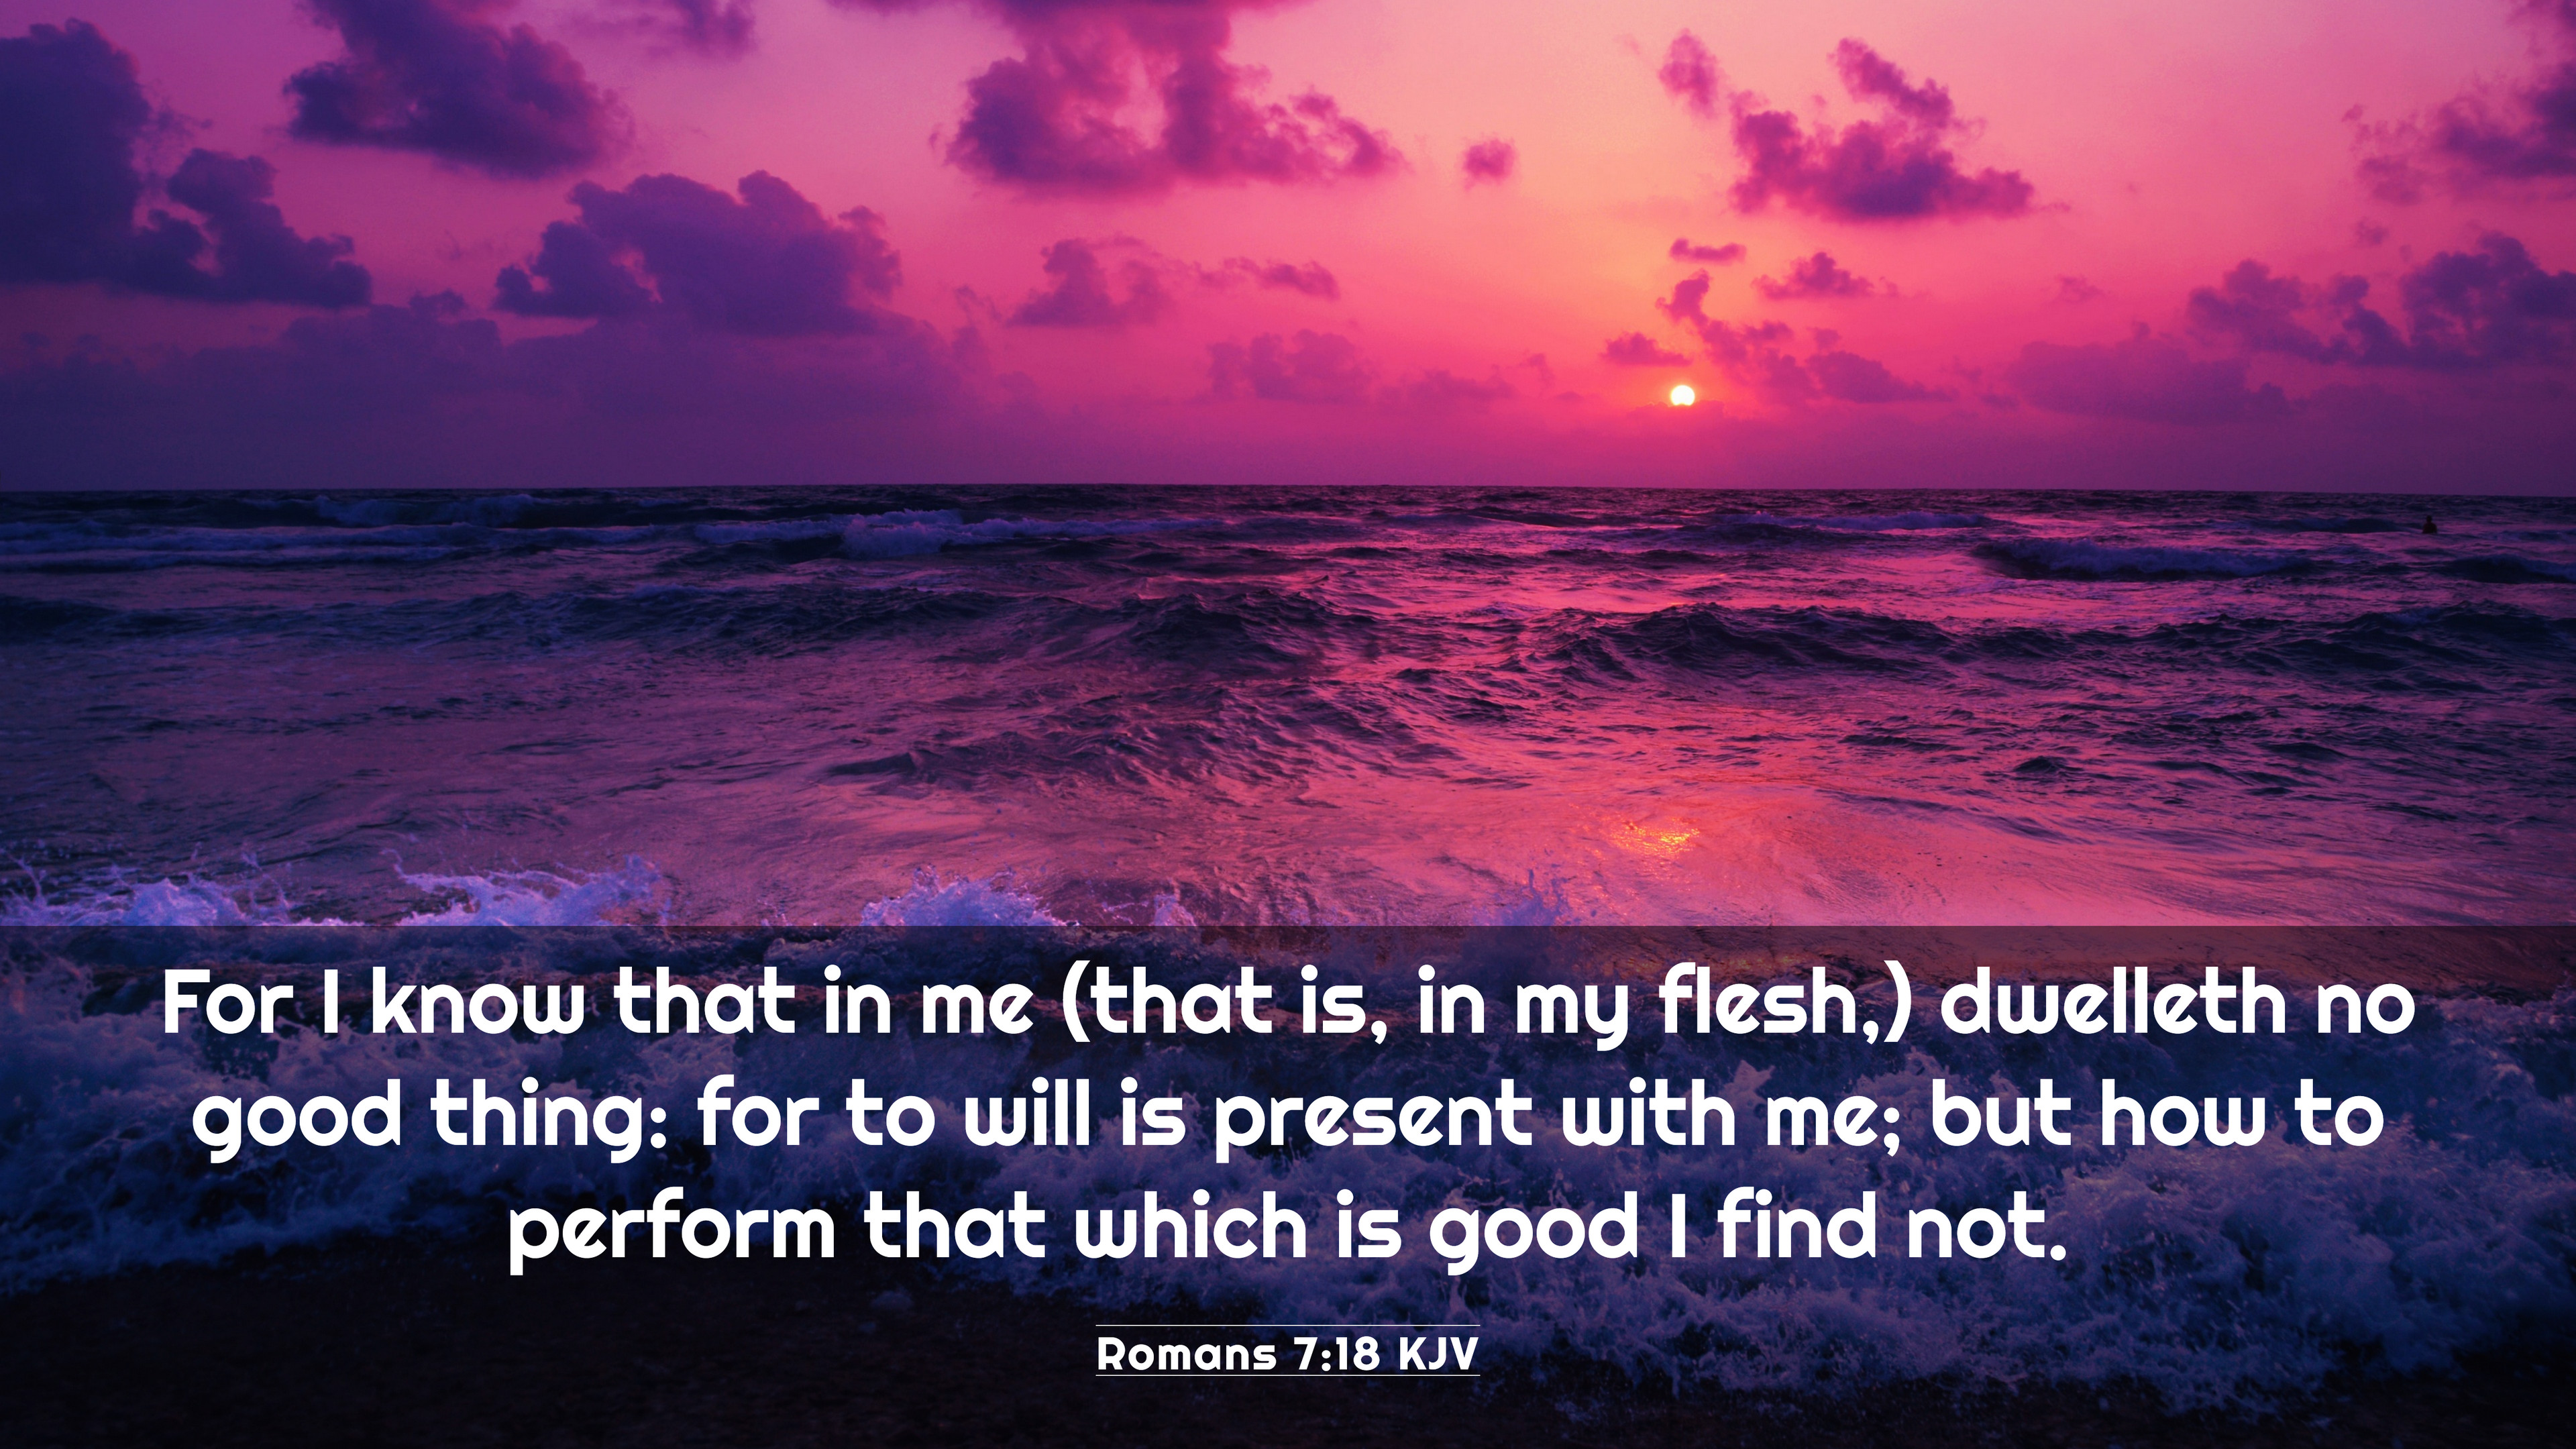 For I know that in me (that is, in my flesh,) dwelleth no
good thing: for to will is present with me; but how to
perform that which is good I find not.
Romans 7:18 KJV